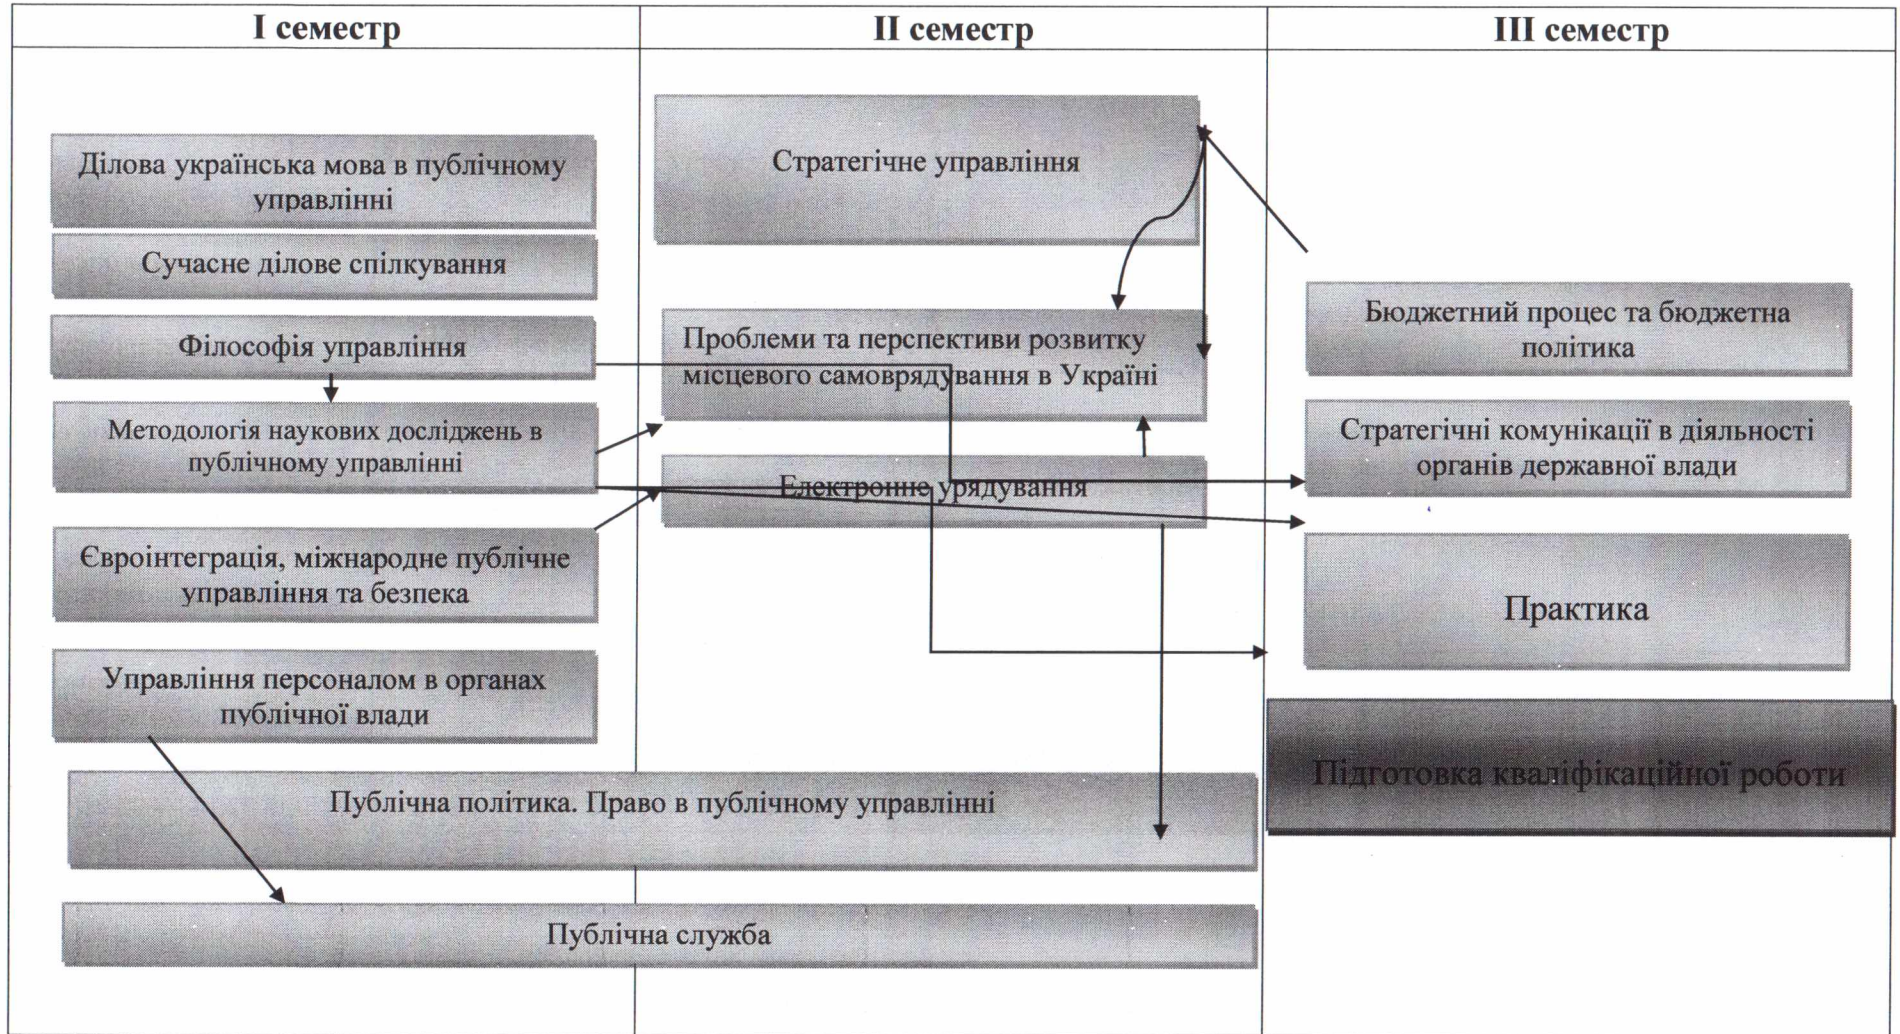 I семестр
II семестр
III семестр
Ділова українська мова в публічному
управлінні
Сучасне ділове спілкування
Філософія управління
Методологія наукових досліджень в
публічному управлінні
Євроінтеграція, міжнародне публічне
управління та безпека
Управління персоналом в органах
публічної влади
Стратегічне управління
Проблеми та перспективи розвитку
місцевого самоврядування в Україні
Електронне урядування
Публічна політика. Право в публічному управлінні
Публічна служба
Бюджетний процес та бюджетна
політика
Стратегічні комунікації в діяльності
органів державної влади
Практика
Підготовка кваліфікаційної роботи